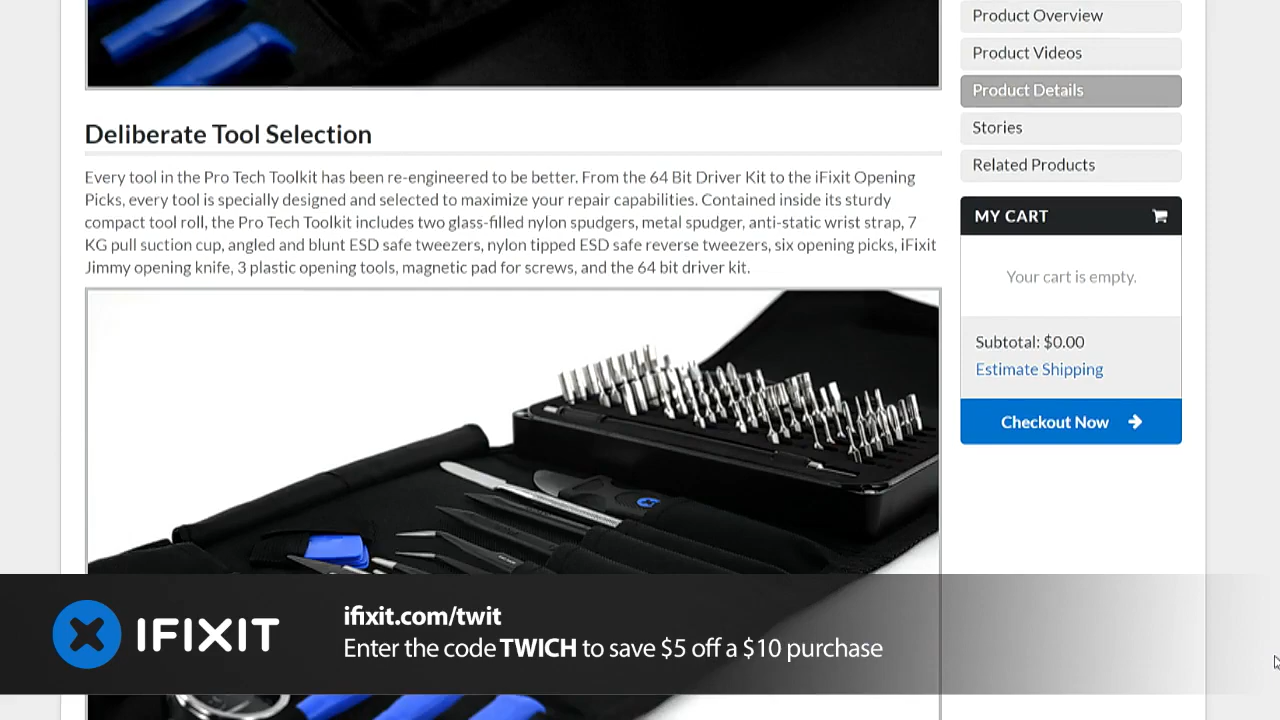 Product Overview
Product Videos
Product Details
Stories
Related Products
Deliberate Tool Selection
Every tool in the Pro Tech Toolkit has been re-engineered to be better. From the 64 Bit Driver Kit to the iFixit Opening
Picks, every tool is specially designed and selected to maximize your repair capabilities. Contained inside its sturdy
compact tool roll, the Pro Tech Toolkit includes two glass-filled nylon spudgers, metal spudger, anti-static wrist strap, 7
KG pull suction cup, angled and blunt ESD safe tweezers, nylon tipped ESD safe reverse tweezers, six opening picks, iFixit
Jimmy opening knife, 3 plastic opening tools, magnetic pad for screws, and the 64 bit driver kit.
MY CART
Your cart is empty.
Subtotal: $0.00
Estimate Shipping
Checkout Now
IFIXIT
ifixit.com/twit
Enter the code TWICH to save $5 off a $10 purchase